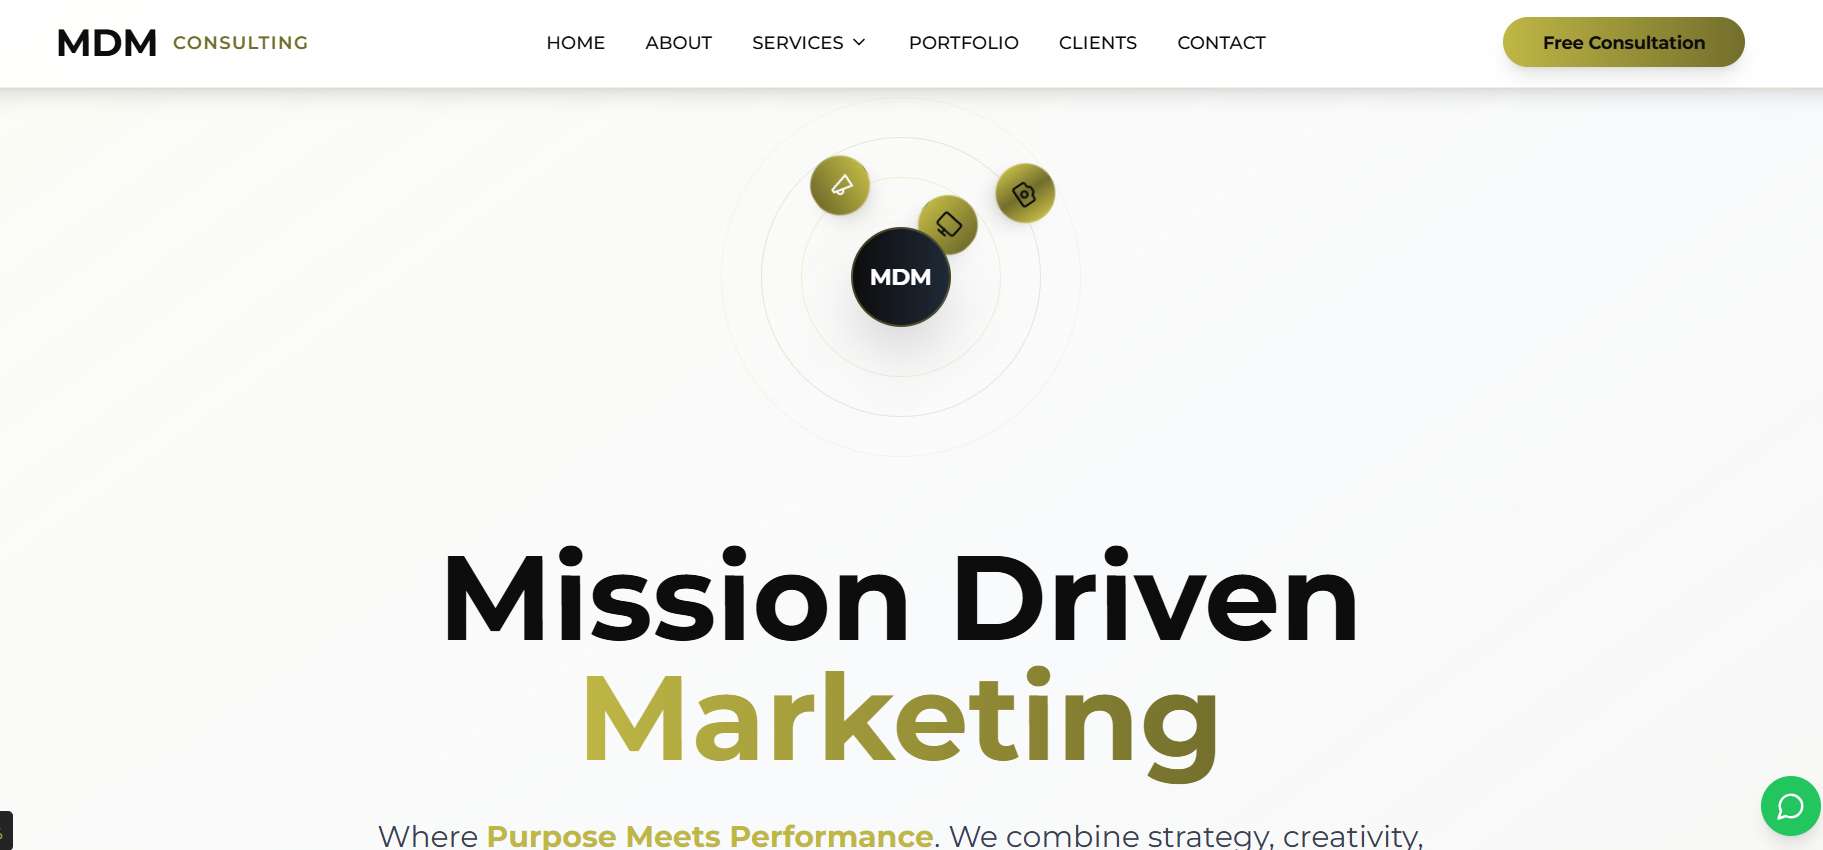 MDM CONSULTING
HOME ABOUT SERVICES PORTFOLIO CLIENTS CONTACT
Free Consultation
MDM
Mission Driven
Marketing
Where Purpose Meets Performance. We combine strategy, creativity,